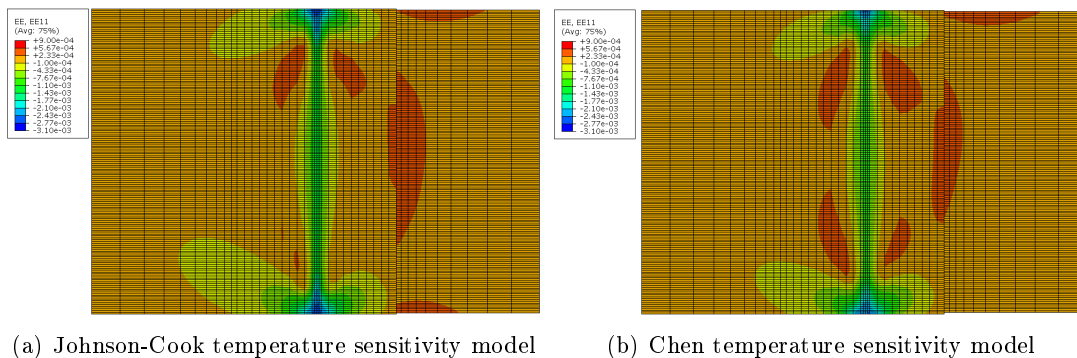 EE, EE11
(Avg: 75%)
+9.00e-04
+5.67e-04
+2.33e-04
-1.00e-04
-4.33e-04
-7.67e-04
-1.10e-03
-1.43e-03
-1.77e-03
-2.10e-03
-2.43e-03
-2.77e-03
-3.10e-03
EE, EE11
(Avg: 75%)
+9.00e-04
+5.67e-04
+2.33e-04
-1.00e-04
-4.33e-04
-7.67e-04
-1.10e-03
-1.43e-03
-1.77e-03
-2.10e-03
-2.43e-03
-2.77e-03
-3.10e-03
(a) Johnson-Cook temperature sensitivity model
(b) Chen temperature sensitivity model